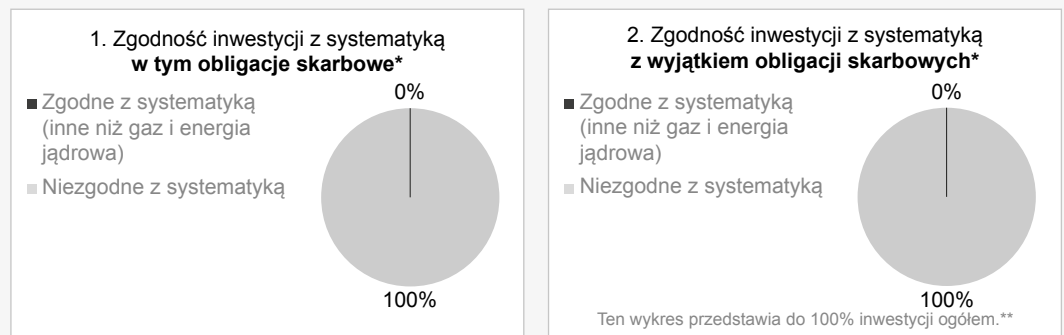 1. Zgodność inwestycji z systematyką
w tym obligacje skarbowe*
Zgodne z systematyką
(inne niż gaz i energia
jądrowa)
Niezgodne z systematyką
0%
100%
2. Zgodność inwestycji z systematyką
z wyjątkiem obligacji skarbowych*
Zgodne z systematyką
(inne niż gaz i energia
jądrowa)
Niezgodne z systematyką
0%
100%
Ten wykres przedstawia do 100% inwestycji ogółem.**